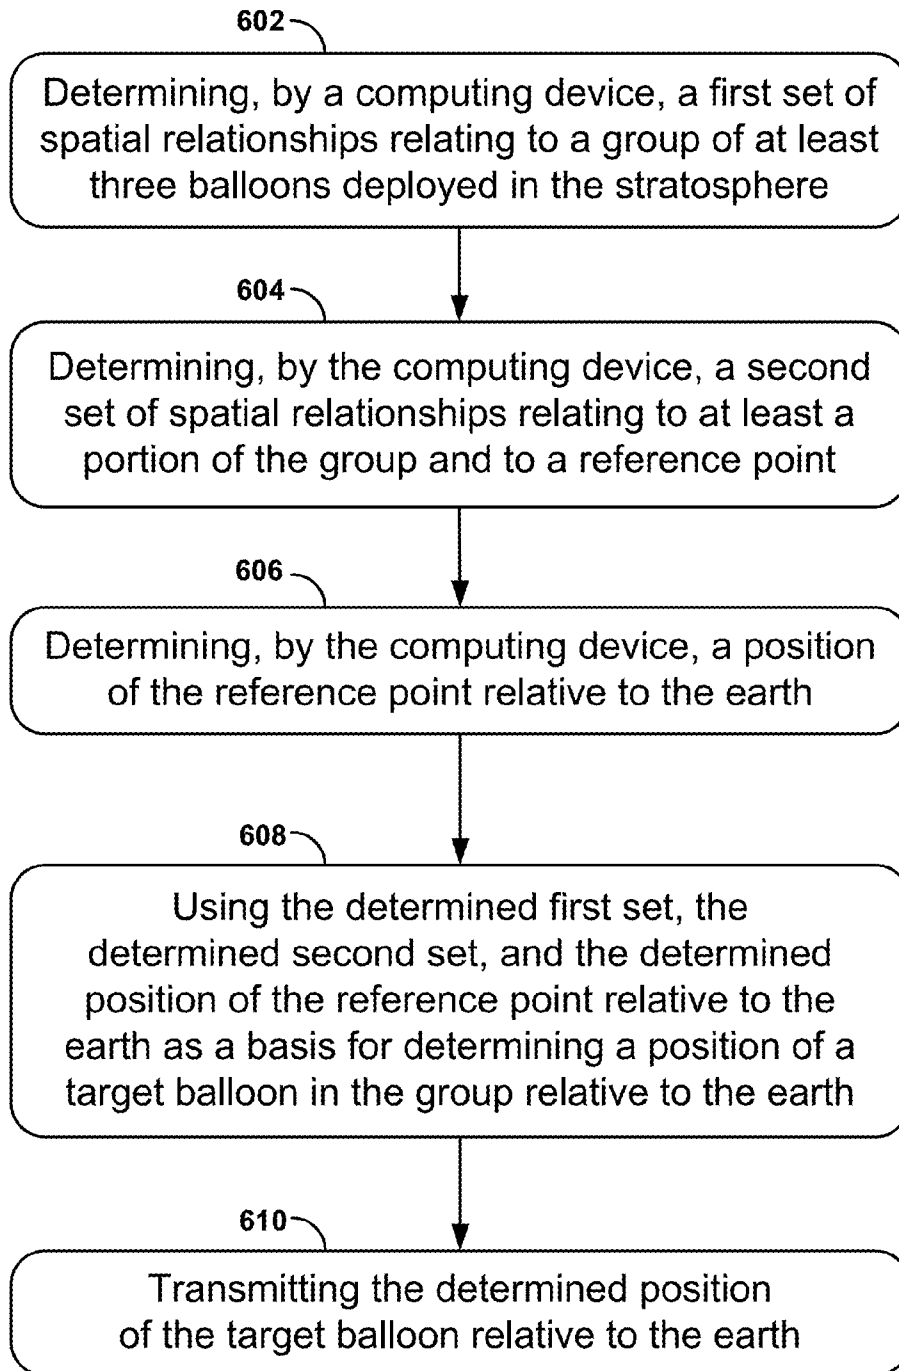 602
Determining, by a computing device, a first set of
spatial relationships relating to a group of at least
three balloons deployed in the stratosphere
604
Determining, by the computing device, a second
set of spatial relationships relating to at least a
portion of the group and to a reference point
606
Determining, by the computing device, a position
of the reference point relative to the earth
608
Using the determined first set, the
determined second set, and the determined
position of the reference point relative to the
earth as a basis for determining a position of a
target balloon in the group relative to the earth
610
Transmitting the determined position
of the target balloon relative to the earth